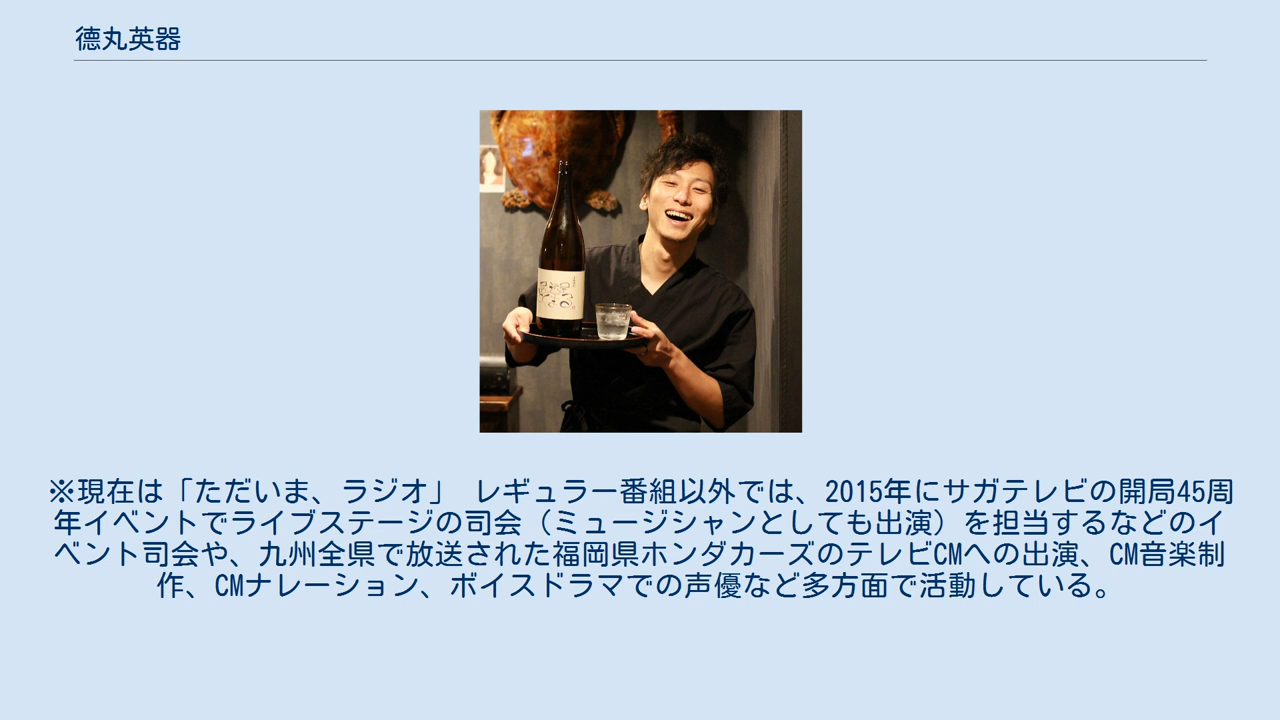 德丸英器
※現在は「ただいま、ラジオ」 レギュラー番組以外では、2015年にサガテレビの開局45周
年イベントでライブステージの司会（ミュージシャンとしても出演）を担当するなどのイ
ベント司会や、九州全県で放送された福岡県ホンダカーズのテレビCMへの出演、CM音楽制
作、CMナレーション、ボイスドラマでの声優など多方面で活動している。